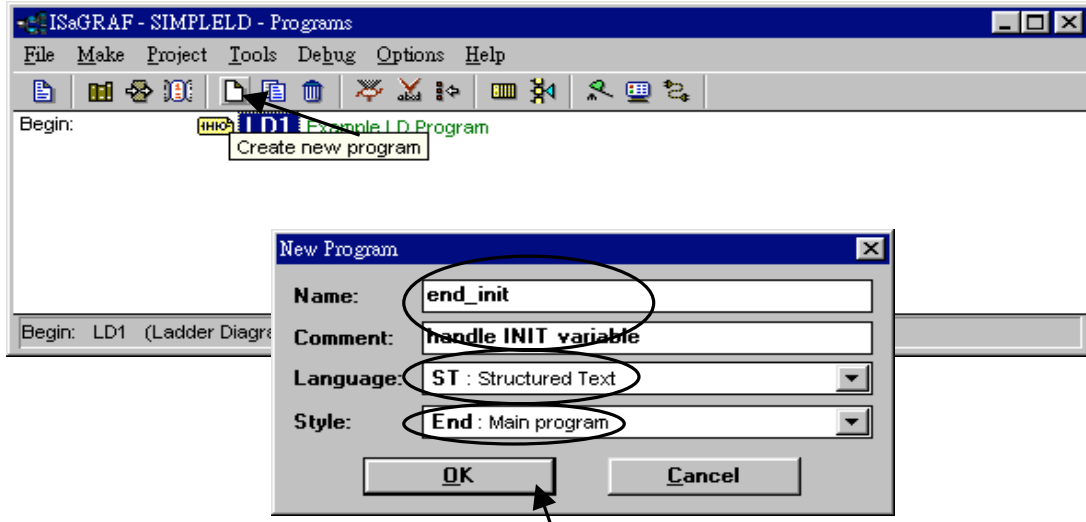 ISaGRAF - SIMPLELD - Programs
File Make Project Tools Debug Options Help
Begin: LD1 Example LD Program
Create new program
New Program
Name: end_init
Comment: handle INIT variable
Language: ST : Structured Text
Style: End : Main program
OK Cancel
Begin: LD1 (Ladder Diagra